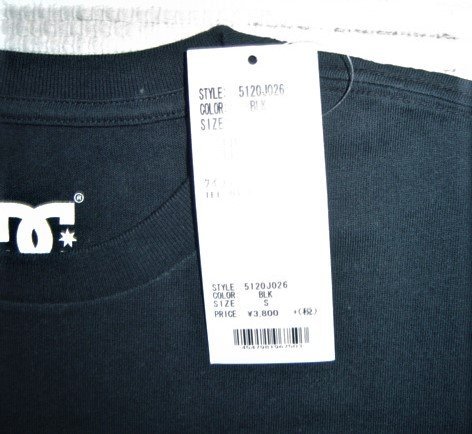 STYLE: 5120J026
COLOR: BLK
SIZE
STYLE 5120J026
COLOR BLK
SIZE S
PRICE ¥3,800 +(税)